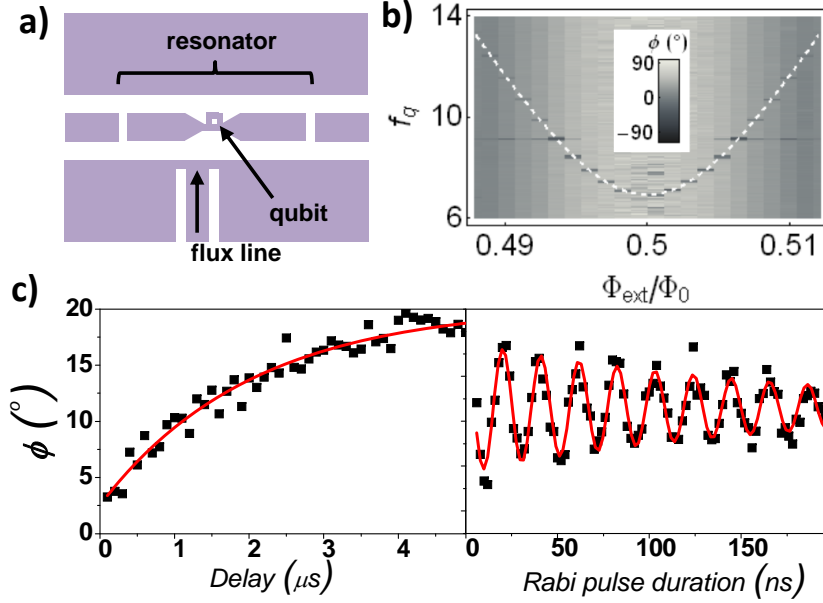 a)
resonator
qubit
flux line
b)
14
10
6
f_q
ϕ (°)
90
0
−90
0.49 0.5 0.51
Φ_ext/Φ_0
c)
20
15
10
5
0
ϕ (°)
0 1 2 3 4
Delay (μs)
0 50 100 150
Rabi pulse duration (ns)